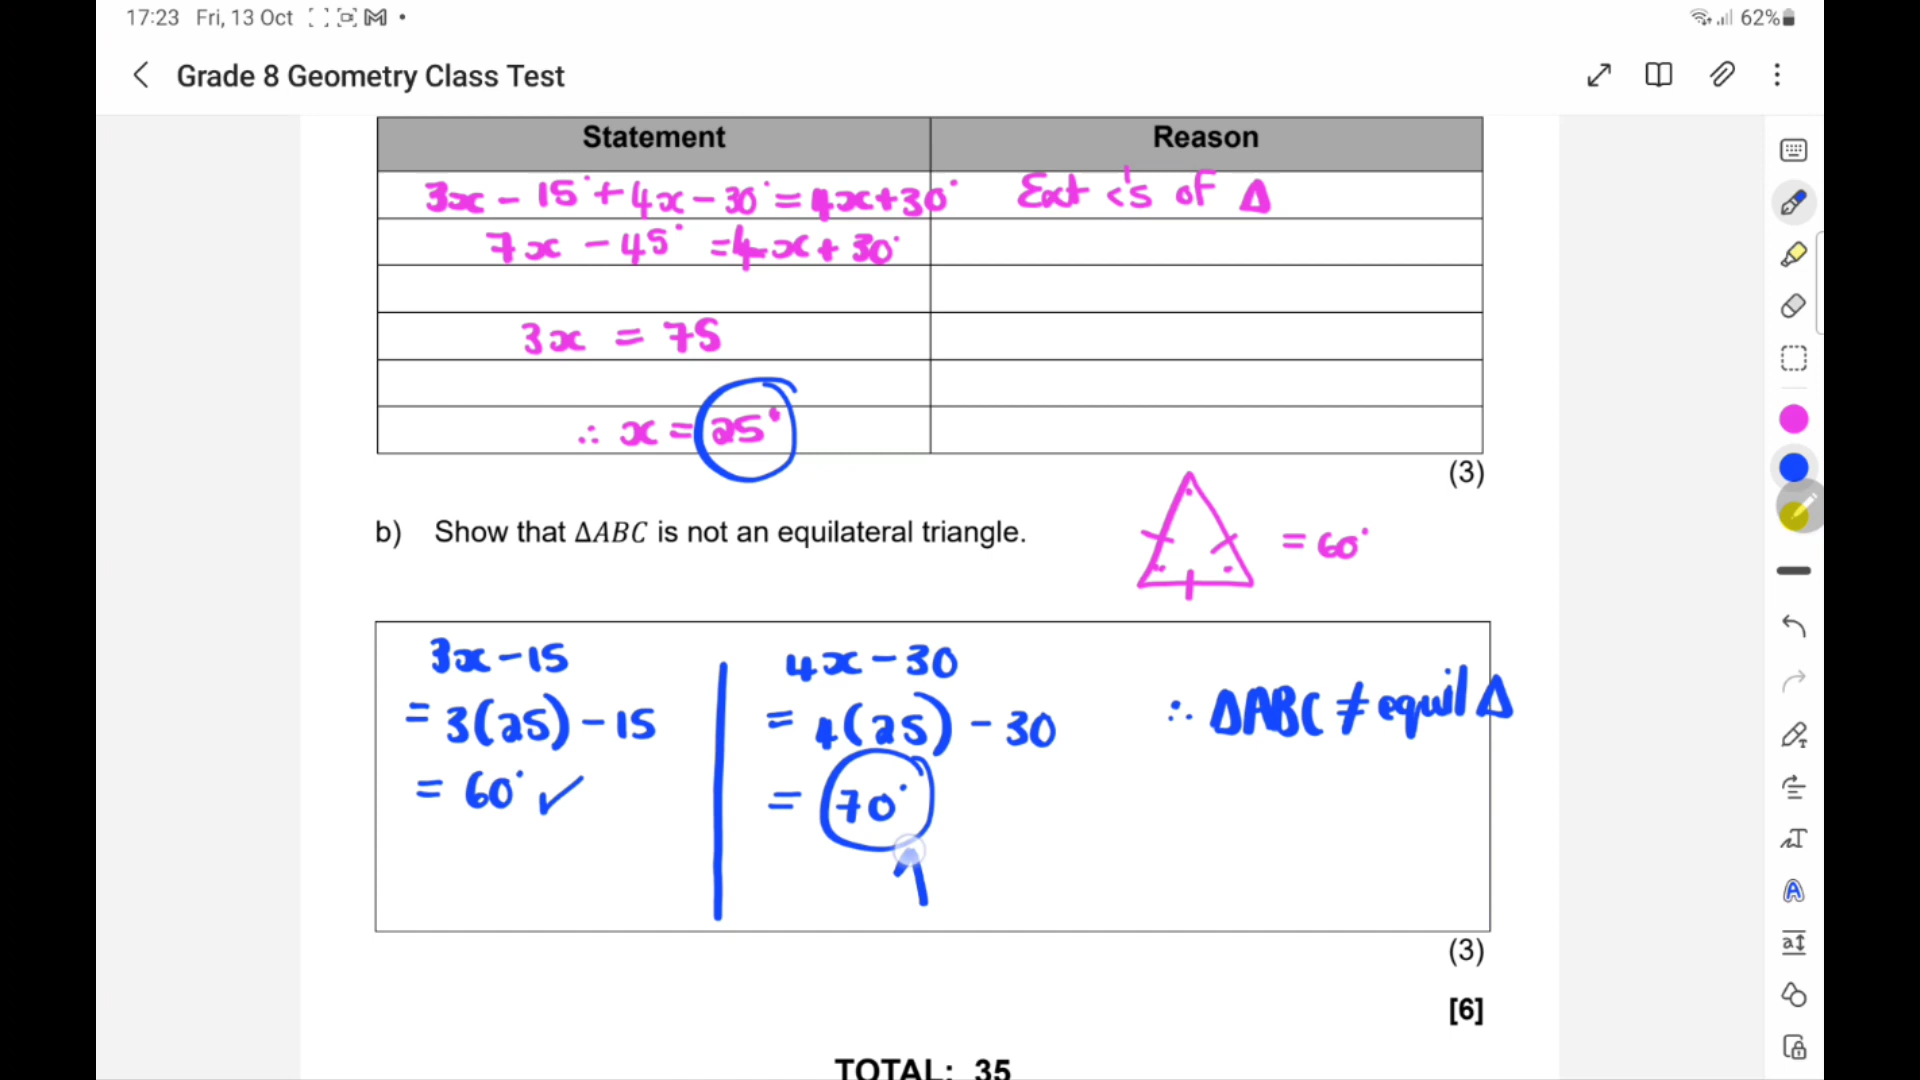 17:23 Fri, 13 Oct
62%
Grade 8 Geometry Class Test
Statement Reason
3x - 15° + 4x - 30° = 4x + 30° Ext <'s of Δ
7x - 45° = 4x + 30°
3x = 75
∴ x = 25°
(3)
b) Show that ΔABC is not an equilateral triangle.
= 60°
3x - 15
= 3(25) - 15
= 60° ✓
4x - 30
= 4(25) - 30
= 70°
∴ ΔABC ≠ equil Δ
(3)
[6]
TOTAL: 35